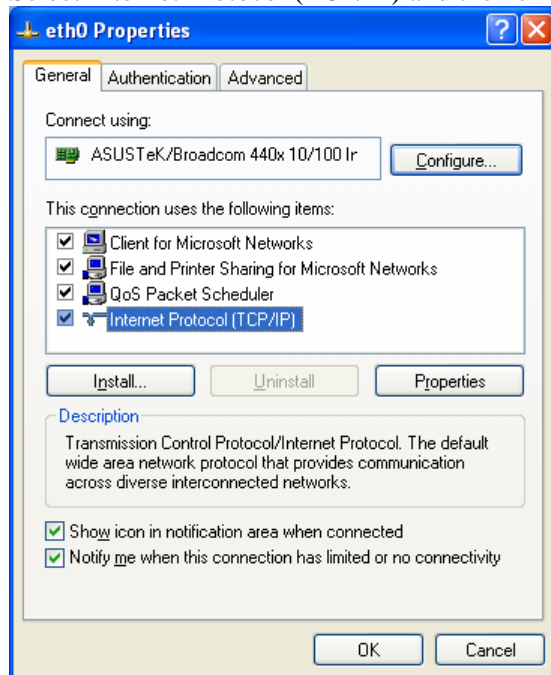 eth0 Properties
General Authentication Advanced
Connect using:
ASUSTeK/Broadcom 440x 10/100 Ir
Configure...
This connection uses the following items:
Client for Microsoft Networks
File and Printer Sharing for Microsoft Networks
QoS Packet Scheduler
Internet Protocol (TCP/IP)
Install... Uninstall Properties
Description
Transmission Control Protocol/Internet Protocol. The default
wide area network protocol that provides communication
across diverse interconnected networks.
Show icon in notification area when connected
Notify me when this connection has limited or no connectivity
OK Cancel